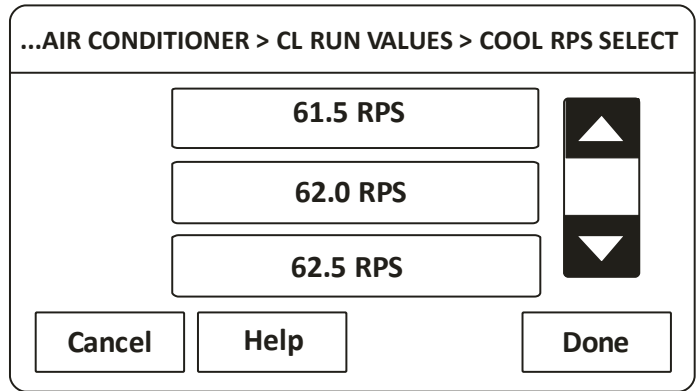 ...AIR CONDITIONER > CL RUN VALUES > COOL RPS SELECT
61.5 RPS
62.0 RPS
62.5 RPS
Cancel Help Done